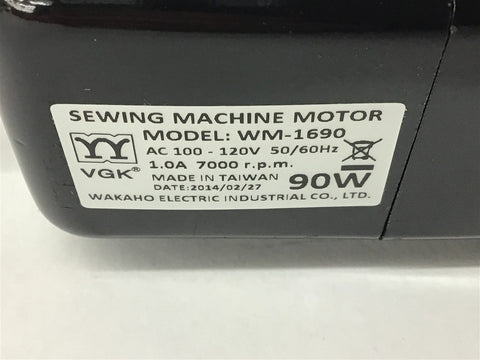 SEWING MACHINE MOTOR
MODEL: WM-1690
AC 100 - 120V 50/60Hz
1.0A 7000 r.p.m.
VGK®
MADE IN TAIWAN
DATE:2014/02/27
90W
WAKAHO ELECTRIC INDUSTRIAL CO., LTD.